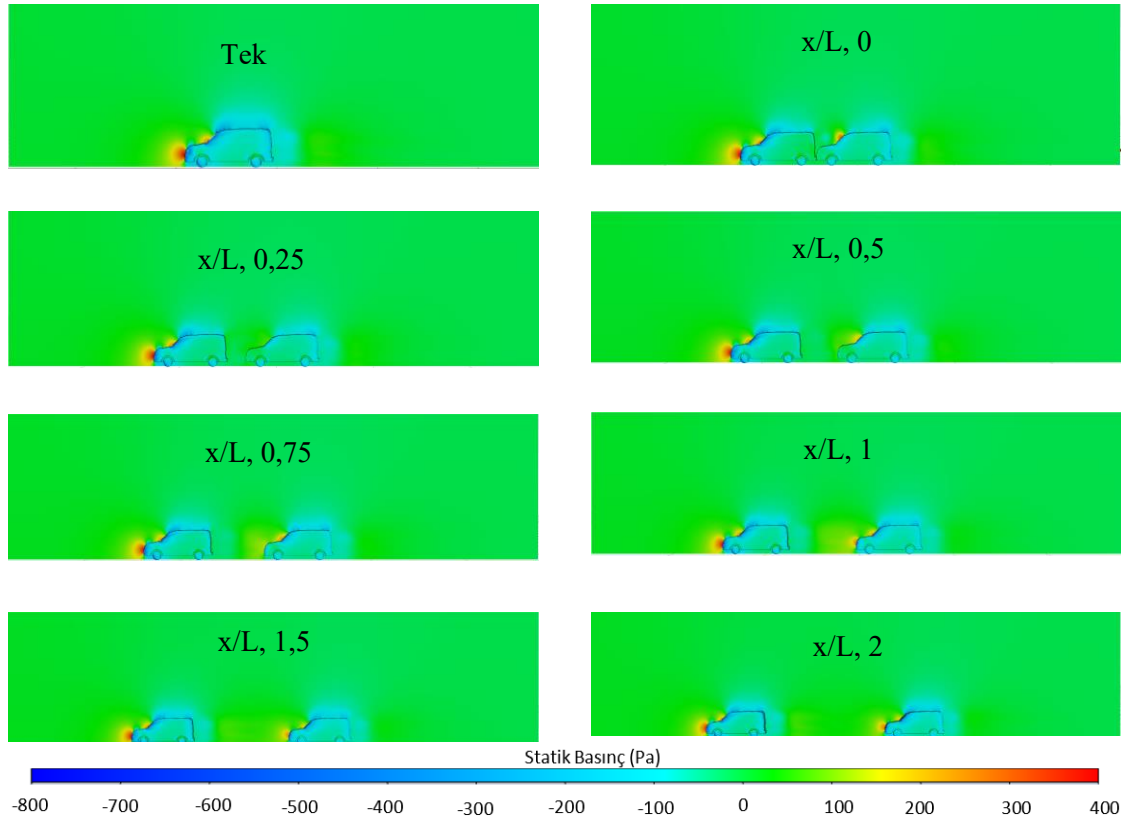 Tek
x/L, 0
x/L, 0,25
x/L, 0,5
x/L, 0,75
x/L, 1
x/L, 1,5
x/L, 2
Statik Basınç (Pa)
-800 -700 -600 -500 -400 -300 -200 -100 0 100 200 300 400